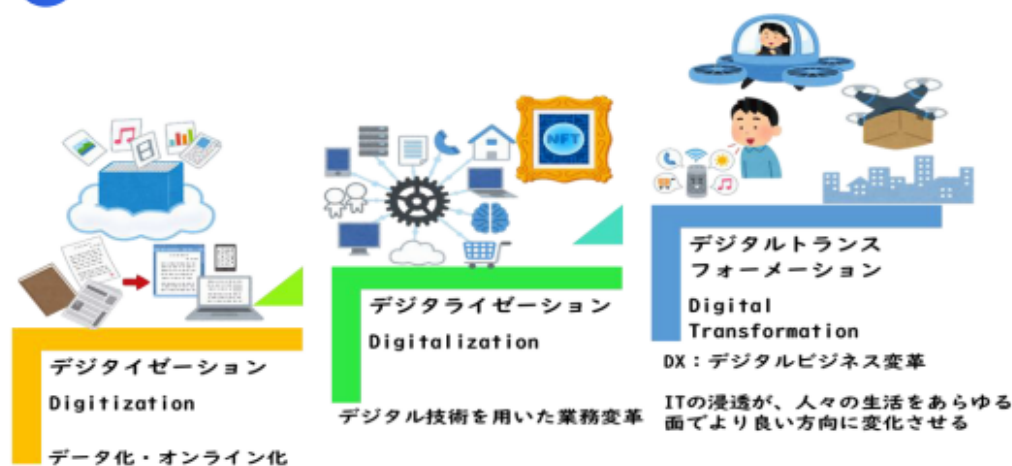 デジタイゼーション
Digitization
データ化・オンライン化
NFT
デジタライゼーション
Digitalization
デジタル技術を用いた業務変革
デジタルトランス
フォーメーション
Digital
Transformation
DX:デジタルビジネス変革
ITの浸透が、人々の生活をあらゆる
面でより良い方向に変化させる